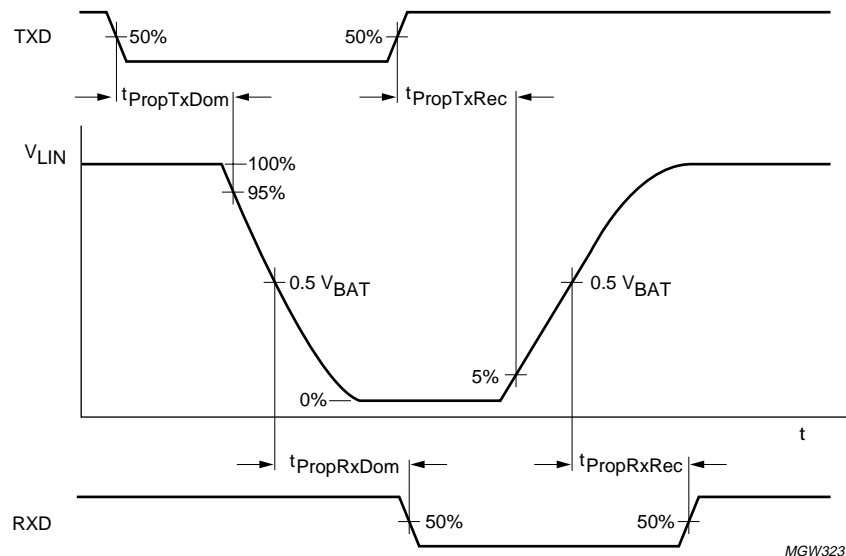 TXD
50%
50%
tPropTxDom
tPropTxRec
VLIN
100%
95%
0.5 VBAT
0.5 VBAT
5%
0%
t
tPropRxDom
tPropRxRec
RXD
50%
50%
MGW323